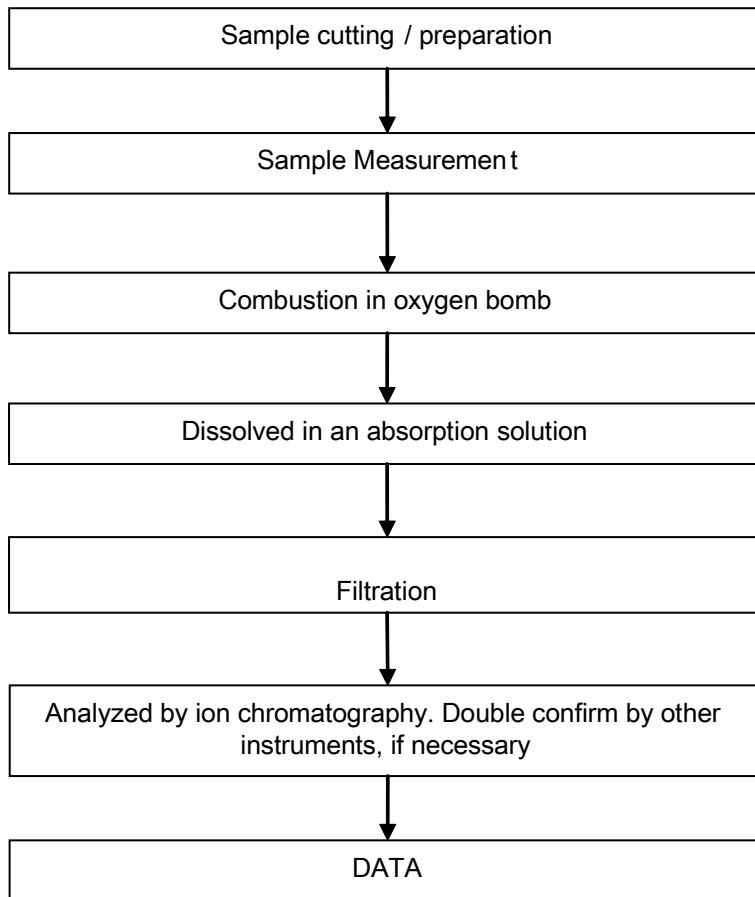 Sample cutting / preparation
Sample Measurement
Combustion in oxygen bomb
Dissolved in an absorption solution
Filtration
Analyzed by ion chromatography. Double confirm by other
instruments, if necessary
DATA